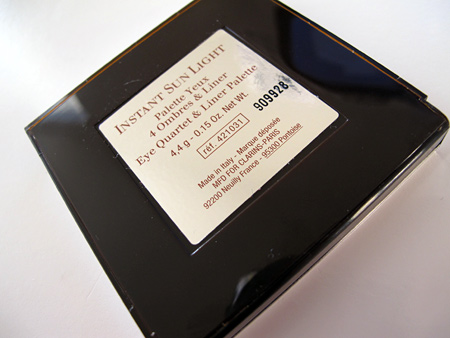 INSTANT SUN LIGHT
Palette Yeux
4 Ombres & Liner
Eye Quartet & Liner Palette
4,4 g - 0.15 Oz. Net Wt.
réf. 421031
909928
Made in Italy - Marque déposée
MFD FOR CLARINS-PARIS
92200 Neuilly France - 95300 Pontoise